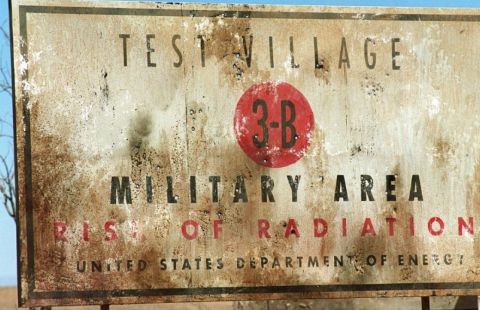 TEST VILLAGE
3-B
MILITARY AREA
RISK OF RADIATION
UNITED STATES DEPARTMENT OF ENERGY